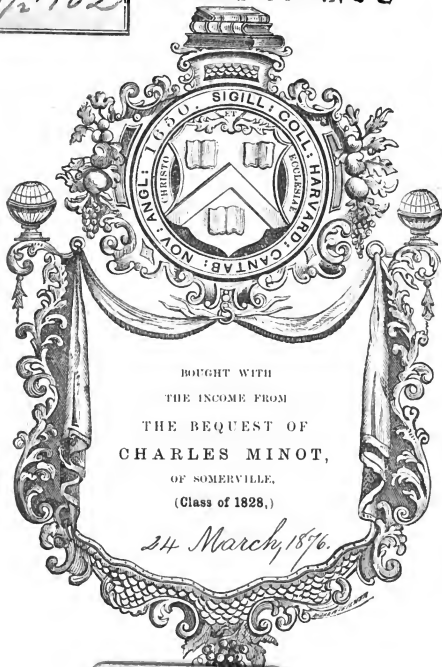 SIGILL: COLL: HARVARD: CANTAB: NOV: ANGL: 1650.
CHRISTO ET ECCLESIAE
BOUGHT WITH
THE INCOME FROM
THE BEQUEST OF
CHARLES MINOT,
OF SOMERVILLE,
(Class of 1828,)
24 March, 1876.